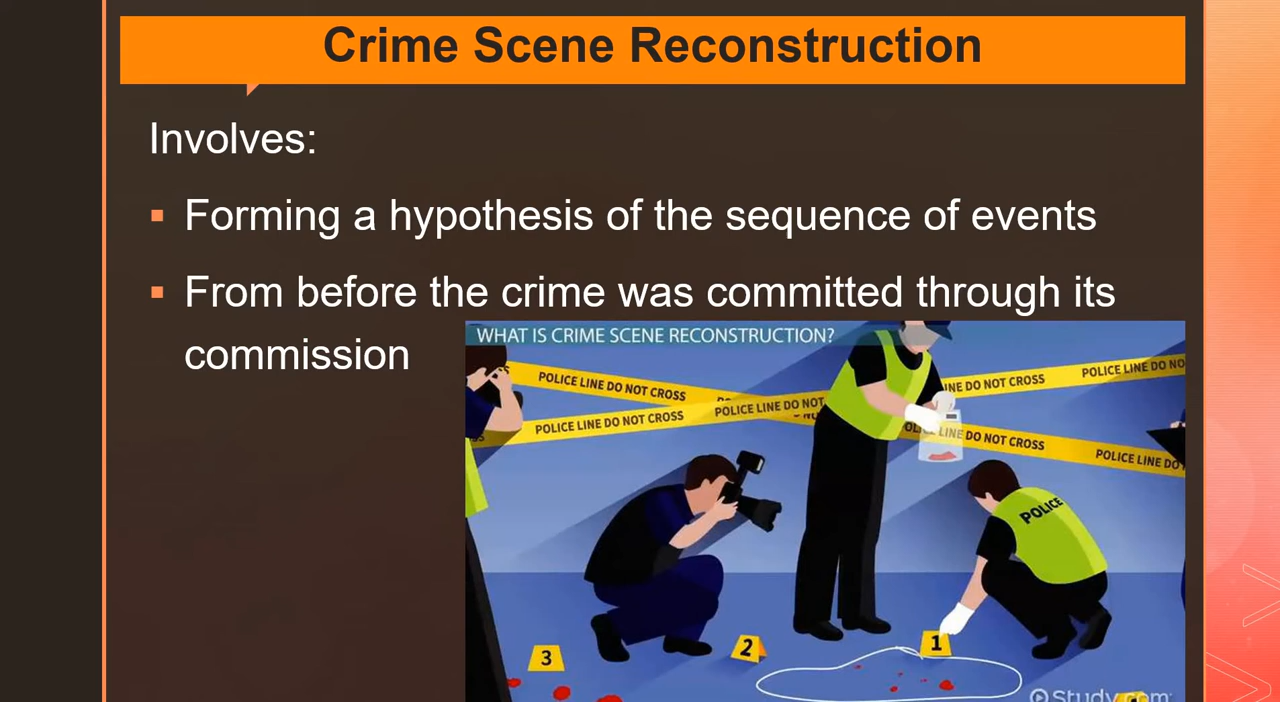 Crime Scene Reconstruction
Involves:
▪ Forming a hypothesis of the sequence of events
▪ From before the crime was committed through its
commission
WHAT IS CRIME SCENE RECONSTRUCTION?
POLICE LINE DO NOT CROSS
POLICE LINE DO NOT CROSS
POLICE LINE DO NOT
LINE DO NOT CROSS
POLICE LINE DO NO
LINE DO NOT CROSS
POLICE LINE DO
POLICE
1
2
3
Study.com